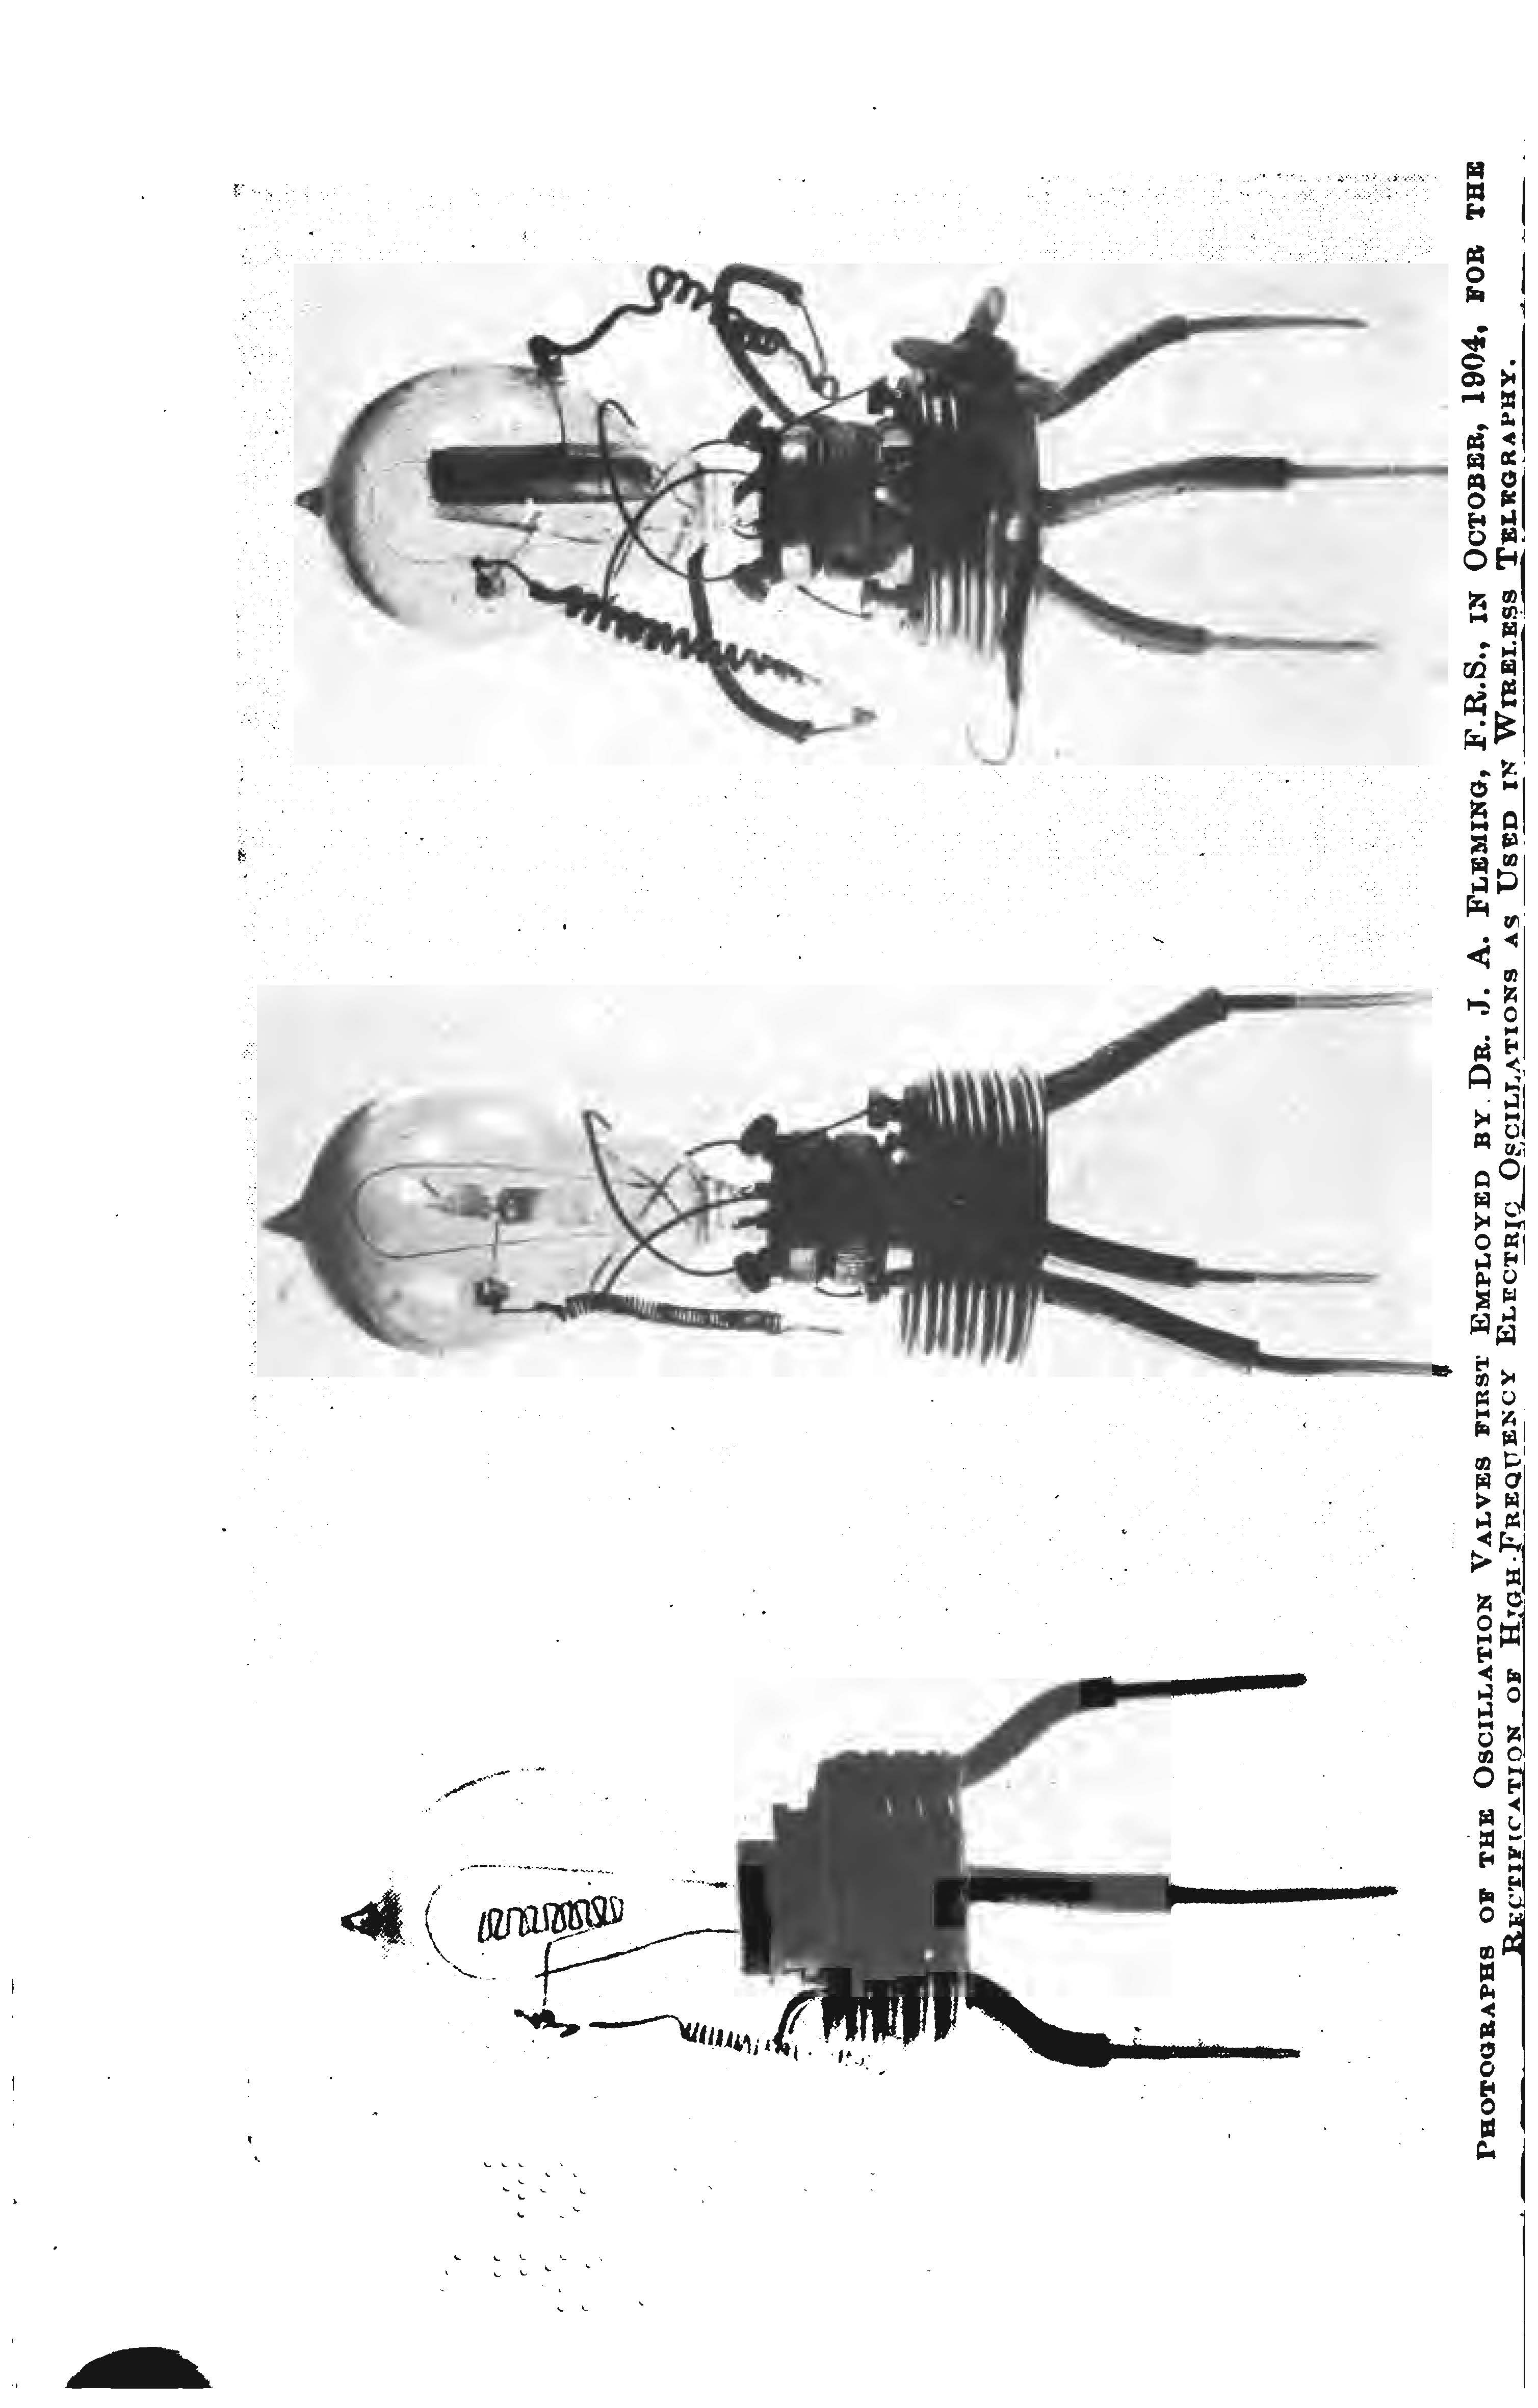 PHOTOGRAPHS OF THE OSCILLATION VALVES FIRST EMPLOYED BY DR. J. A. FLEMING, F.R.S., IN OCTOBER, 1904, FOR THE
RECTIFICATION OF HIGH-FREQUENCY ELECTRIC OSCILLATIONS AS USED IN WIRELESS TELEGRAPHY.